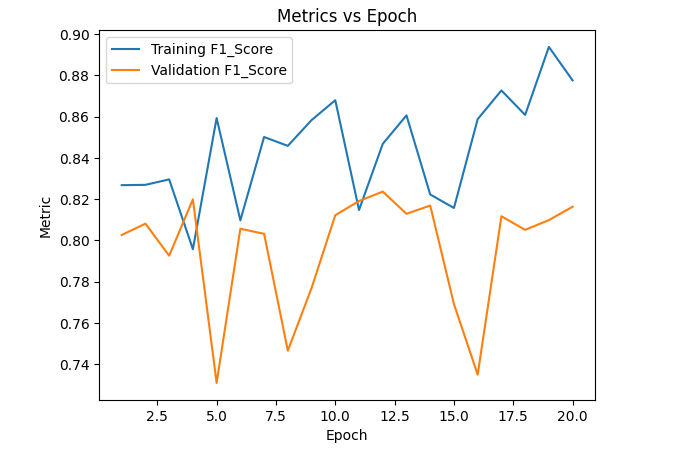 Metrics vs Epoch
Training F1_Score
Validation F1_Score
Metric
0.90
0.88
0.86
0.84
0.82
0.80
0.78
0.76
0.74
2.5 5.0 7.5 10.0 12.5 15.0 17.5 20.0
Epoch